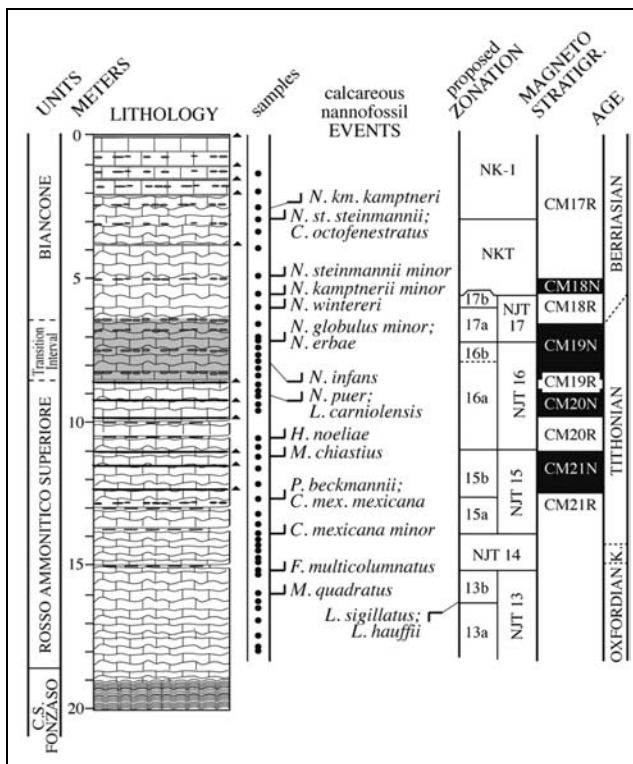 UNITS
METERS
LITHOLOGY
samples
calcareous
nannofossil
EVENTS
proposed
ZONATION
MAGNETO
STRATIGR.
AGE
0
5
10
15
20
BIANCONE
Transition
Interval
ROSSO AMMONITICO SUPERIORE
C.S.
FONZASO
N. km. kamptneri
N. st. steinmannii;
C. octofenestratus
N. steinmannii minor
N. kamptnerii minor
N. wintereri
N. globulus minor;
N. erbae
N. infans
N. puer;
L. carniolensis
H. noeliae
M. chiastius
P. beckmannii;
C. mex. mexicana
C. mexicana minor
F. multicolumnatus
M. quadratus
L. sigillatus;
L. hauffii
NK-1
NKT
17b
17a
NJT
17
16b
16a
NJT 16
15b
15a
NJT 15
NJT 14
13b
13a
NJT 13
CM17R
CM18N
CM18R
CM19N
CM19R
CM20N
CM20R
CM21N
CM21R
BERRIASIAN
TITHONIAN
K.
OXFORDIAN